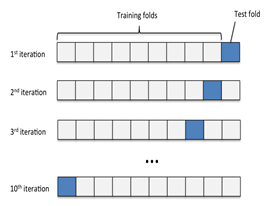 Training folds
Test fold
1st iteration
2nd iteration
3rd iteration
...
10th iteration